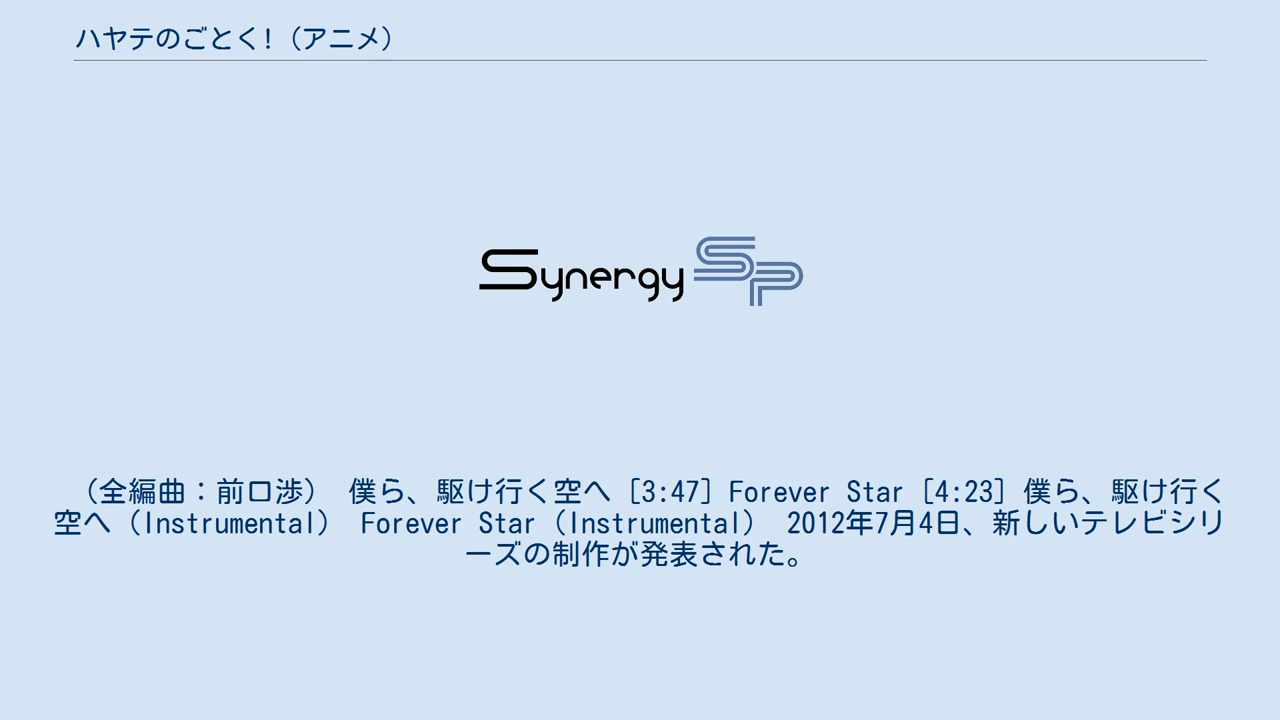 ハヤテのごとく!（アニメ）
Synergy SP
（全編曲：前口渉） 僕ら、駆け行く空へ［3:47］Forever Star［4:23］僕ら、駆け行く
空へ（Instrumental） Forever Star（Instrumental） 2012年7月4日、新しいテレビシリ
ーズの制作が発表された。